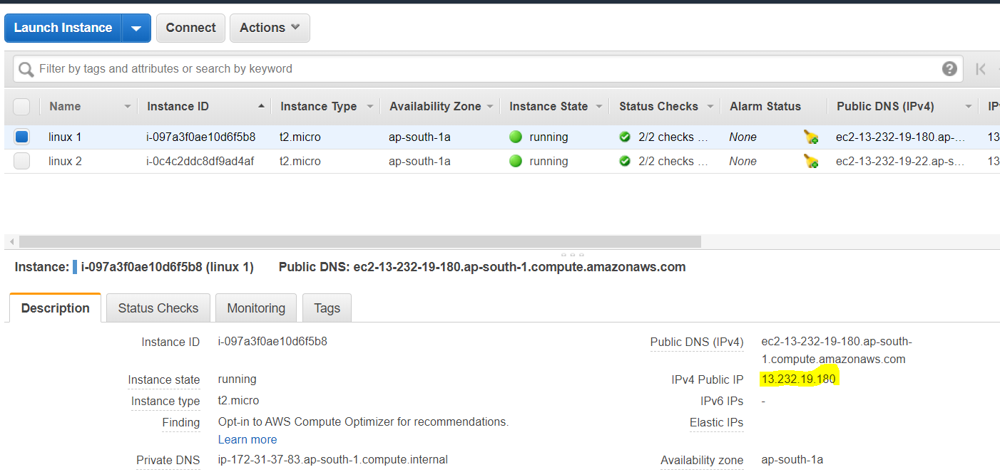 Launch Instance Connect Actions
Filter by tags and attributes or search by keyword
Name Instance ID Instance Type Availability Zone Instance State Status Checks Alarm Status Public DNS (IPv4)
linux 1 i-097a3f0ae10d6f5b8 t2.micro ap-south-1a running 2/2 checks ... None ec2-13-232-19-180.ap-... 13
linux 2 i-0c4c2ddc8df9ad4af t2.micro ap-south-1a running 2/2 checks ... None ec2-13-232-19-22.ap-s... 13
Instance: i-097a3f0ae10d6f5b8 (linux 1) Public DNS: ec2-13-232-19-180.ap-south-1.compute.amazonaws.com
Description Status Checks Monitoring Tags
Instance ID i-097a3f0ae10d6f5b8 Public DNS (IPv4) ec2-13-232-19-180.ap-south-
1.compute.amazonaws.com
Instance state running IPv4 Public IP 13.232.19.180
Instance type t2.micro IPv6 IPs -
Finding Opt-in to AWS Compute Optimizer for recommendations. Elastic IPs
Learn more
Private DNS ip-172-31-37-83.ap-south-1.compute.internal Availability zone ap-south-1a